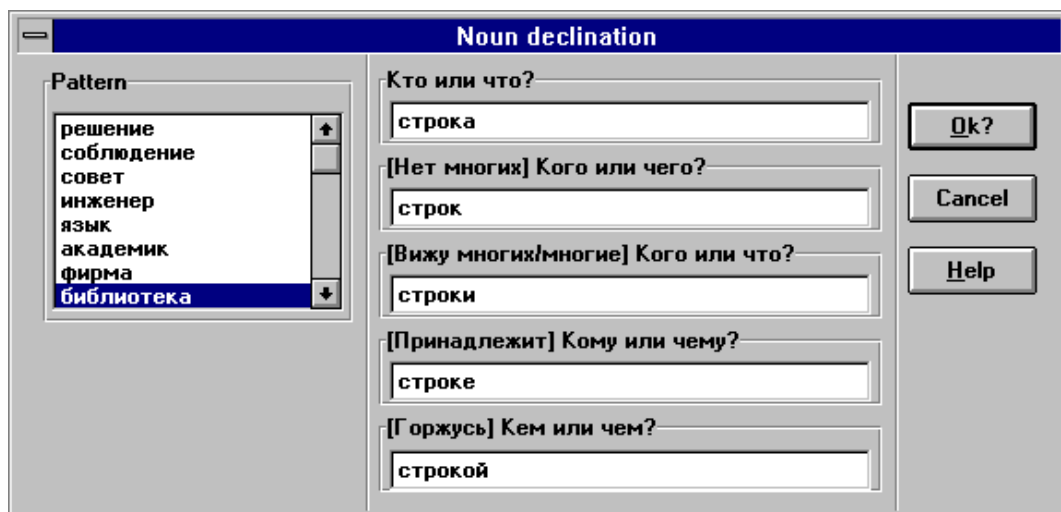 Noun declination
Pattern
решение
соблюдение
совет
инженер
язык
академик
фирма
библиотека
Кто или что?
строка
[Нет многих] Кого или чего?
строк
[Вижу многих/многие] Кого или что?
строки
[Принадлежит] Кому или чему?
строке
[Горжусь] Кем или чем?
строкой
Ok?
Cancel
Help